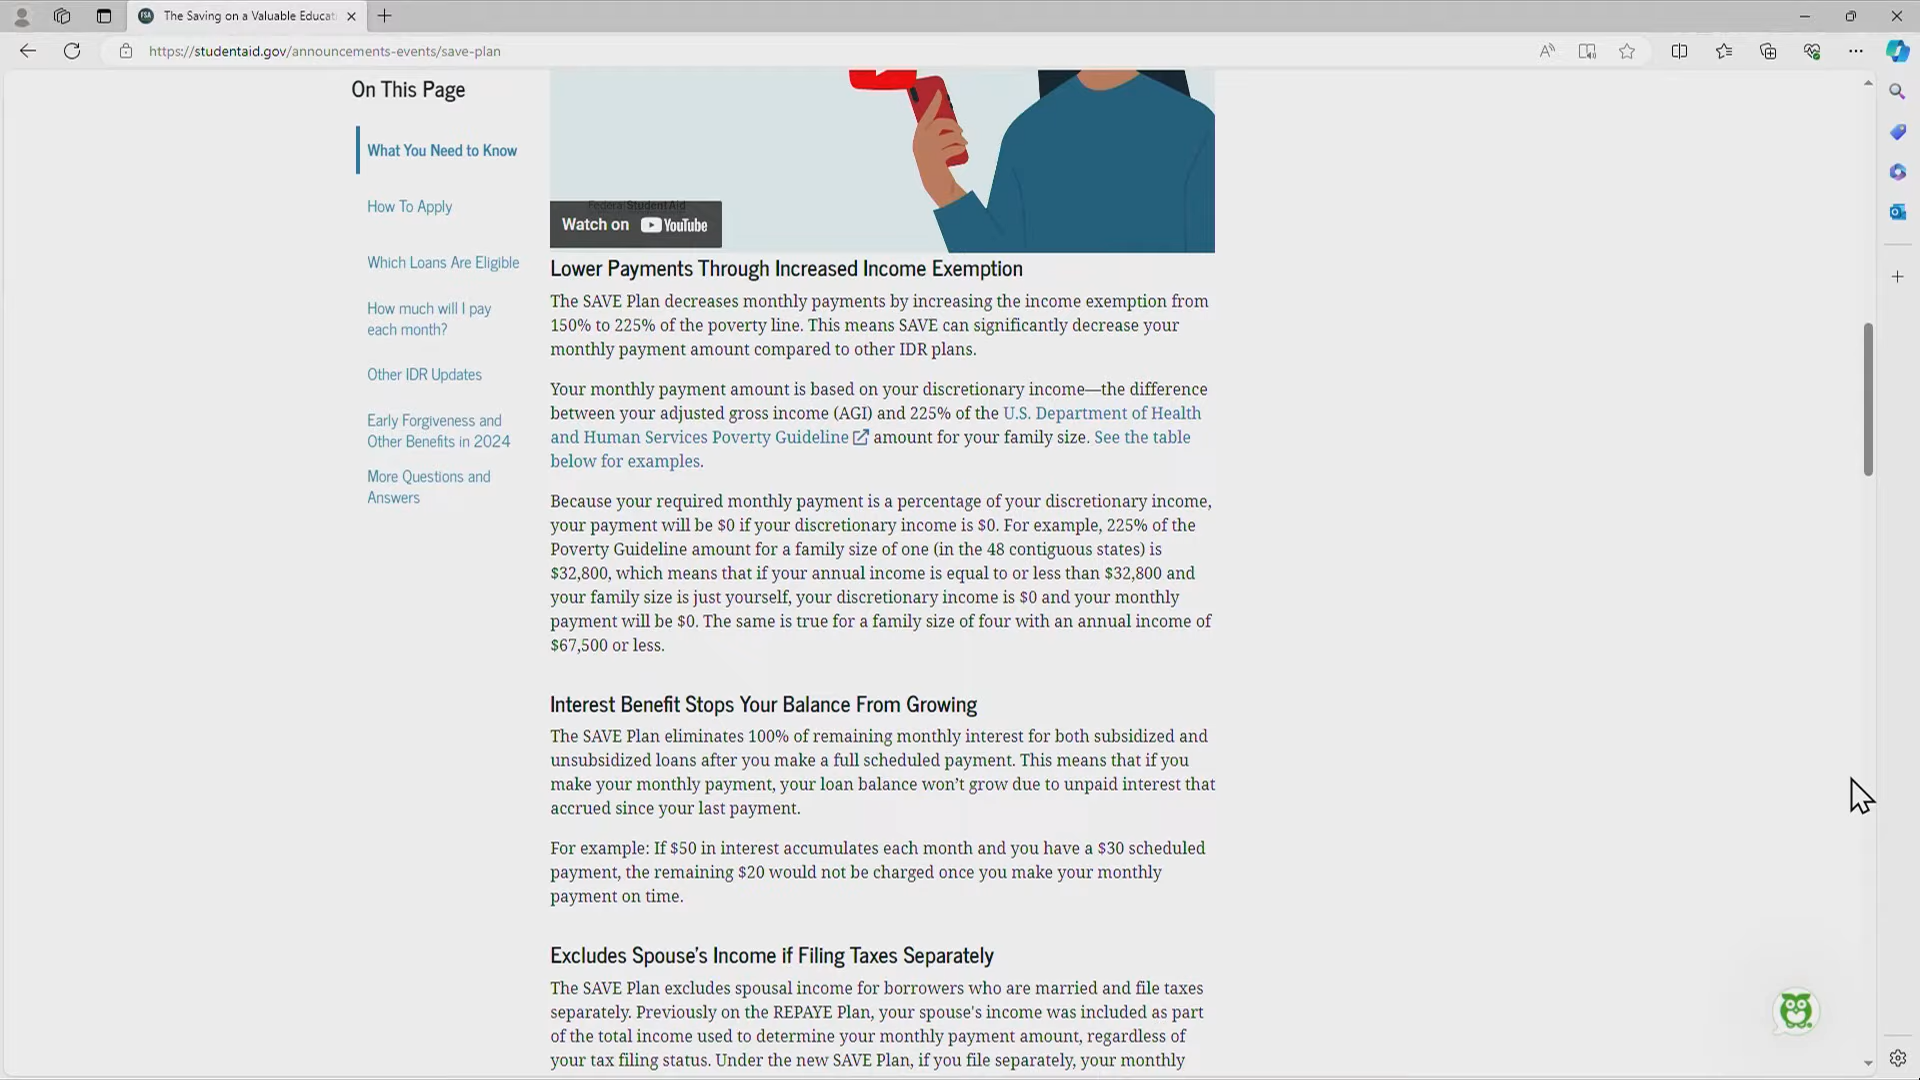 The Saving on a Valuable Educat
https://studentaid.gov/announcements-events/save-plan
On This Page
What You Need to Know
How To Apply
Which Loans Are Eligible
How much will I pay
each month?
Other IDR Updates
Early Forgiveness and
Other Benefits in 2024
More Questions and
Answers
Federal Student Aid
Watch on YouTube
Lower Payments Through Increased Income Exemption
The SAVE Plan decreases monthly payments by increasing the income exemption from
150% to 225% of the poverty line. This means SAVE can significantly decrease your
monthly payment amount compared to other IDR plans.
Your monthly payment amount is based on your discretionary income—the difference
between your adjusted gross income (AGI) and 225% of the U.S. Department of Health
and Human Services Poverty Guideline amount for your family size. See the table
below for examples.
Because your required monthly payment is a percentage of your discretionary income,
your payment will be $0 if your discretionary income is $0. For example, 225% of the
Poverty Guideline amount for a family size of one (in the 48 contiguous states) is
$32,800, which means that if your annual income is equal to or less than $32,800 and
your family size is just yourself, your discretionary income is $0 and your monthly
payment will be $0. The same is true for a family size of four with an annual income of
$67,500 or less.
Interest Benefit Stops Your Balance From Growing
The SAVE Plan eliminates 100% of remaining monthly interest for both subsidized and
unsubsidized loans after you make a full scheduled payment. This means that if you
make your monthly payment, your loan balance won’t grow due to unpaid interest that
accrued since your last payment.
For example: If $50 in interest accumulates each month and you have a $30 scheduled
payment, the remaining $20 would not be charged once you make your monthly
payment on time.
Excludes Spouse’s Income if Filing Taxes Separately
The SAVE Plan excludes spousal income for borrowers who are married and file taxes
separately. Previously on the REPAYE Plan, your spouse's income was included as part
of the total income used to determine your monthly payment amount, regardless of
your tax filing status. Under the new SAVE Plan, if you file separately, your monthly